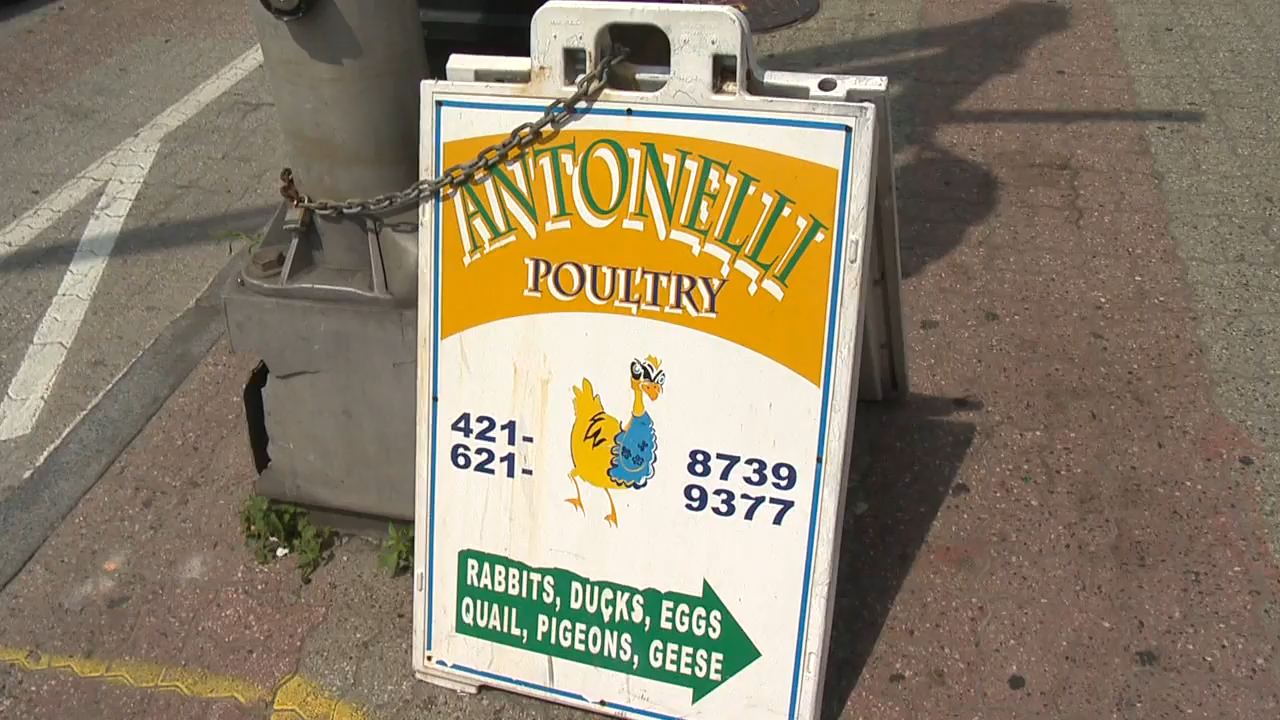 ANTONELLI
POULTRY
421- 8739
621- 9377
RABBITS, DUCKS, EGGS
QUAIL, PIGEONS, GEESE